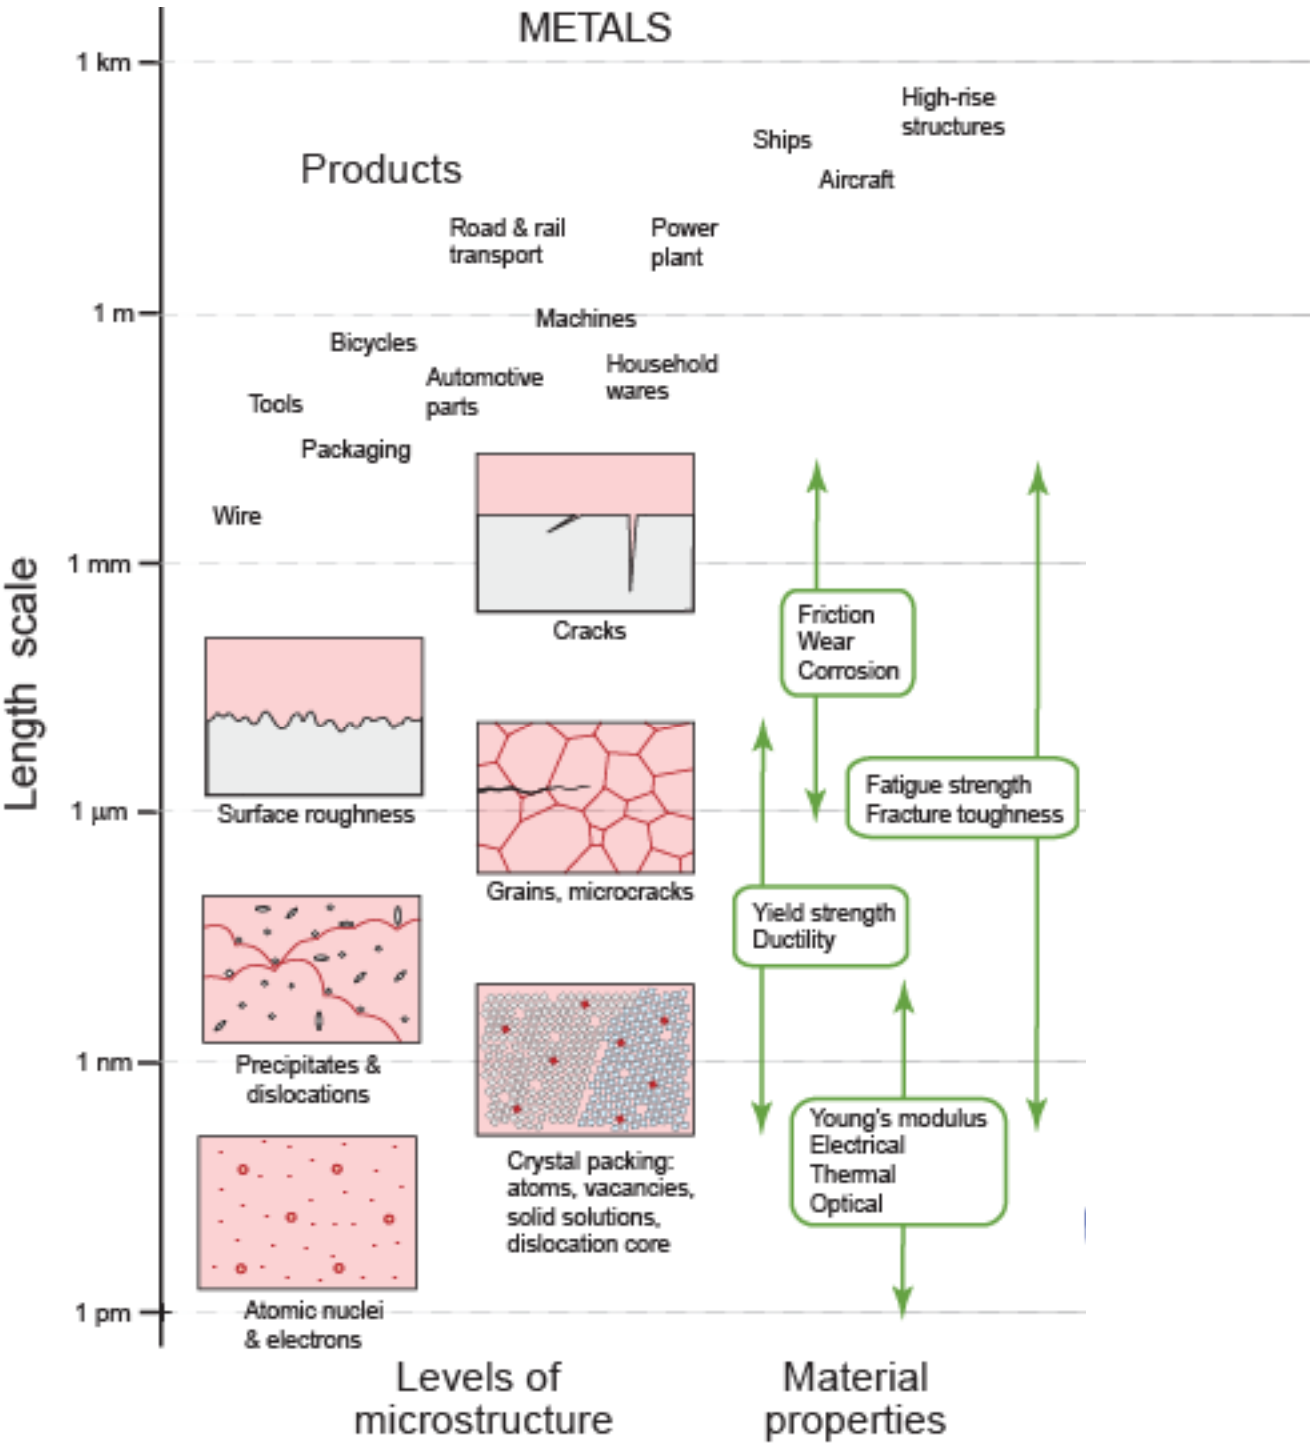 METALS
1 km
High-rise
structures
Ships
Aircraft
Products
Road & rail
transport
Power
plant
1 m
Machines
Bicycles
Household
wares
Automotive
parts
Tools
Packaging
Wire
Length scale
1 mm
Cracks
Friction
Wear
Corrosion
Surface roughness
1 μm
Fatigue strength
Fracture toughness
Grains, microcracks
Yield strength
Ductility
1 nm
Precipitates &
dislocations
Crystal packing:
atoms, vacancies,
solid solutions,
dislocation core
Young's modulus
Electrical
Thermal
Optical
1 pm
Atomic nuclei
& electrons
Levels of
microstructure
Material
properties